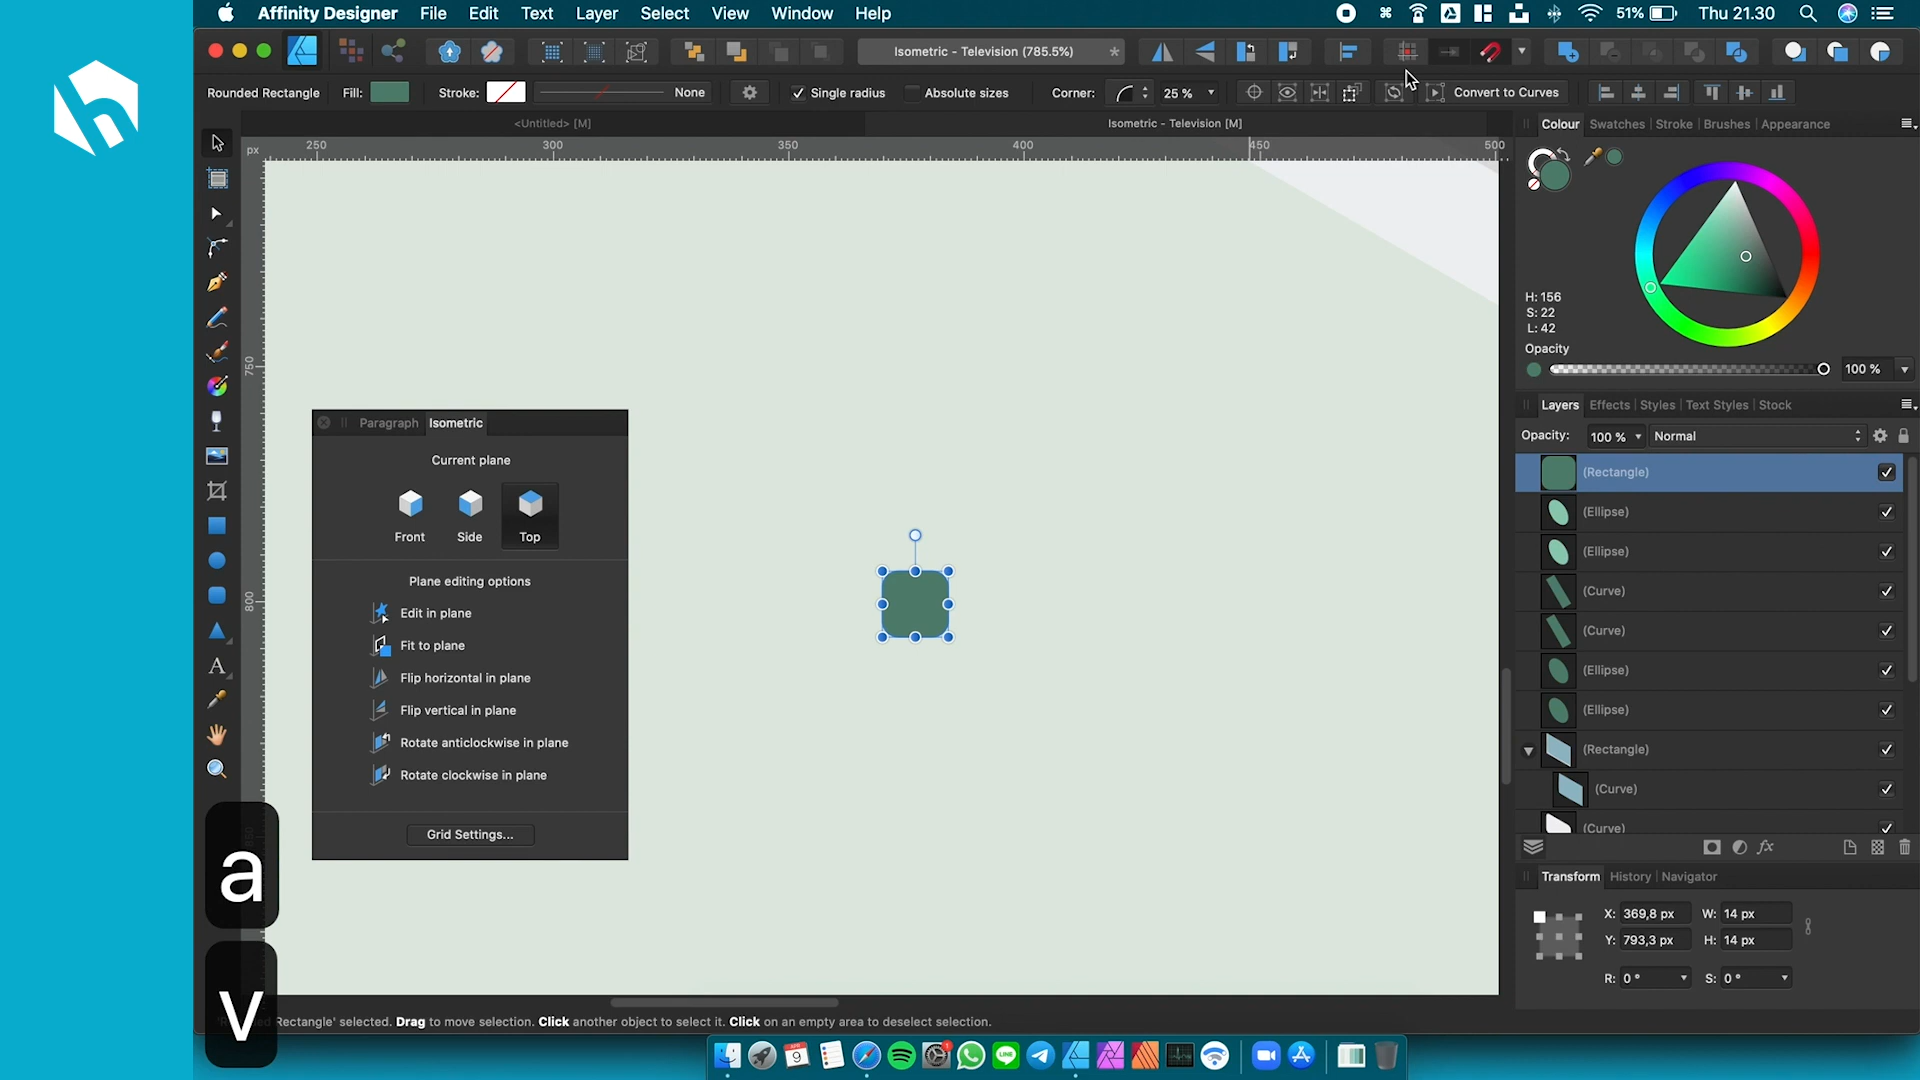 Affinity Designer File Edit Text Layer Select View Window Help 51% Thu 21.30
Isometric - Television (785.5%) *
Rounded Rectangle Fill: Stroke: None Single radius Absolute sizes Corner: 25 % Convert to Curves
<Untitled> [M] Isometric - Television [M]
Colour Swatches Stroke Brushes Appearance
px 250 300 350 400 450 500
750
800
H: 156
S: 22
L: 42
Opacity
100 %
Layers Effects Styles Text Styles Stock
Opacity: 100 % Normal
(Rectangle)
(Ellipse)
(Ellipse)
(Curve)
(Curve)
(Ellipse)
(Ellipse)
(Rectangle)
(Curve)
(Curve)
Transform History Navigator
X: 369,8 px W: 14 px
Y: 793,3 px H: 14 px
R: 0 ° S: 0 °
Paragraph Isometric
Current plane
Front Side Top
Plane editing options
Edit in plane
Fit to plane
Flip horizontal in plane
Flip vertical in plane
Rotate anticlockwise in plane
Rotate clockwise in plane
Grid Settings...
a
v
Rectangle' selected. Drag to move selection. Click another object to select it. Click on an empty area to deselect selection.